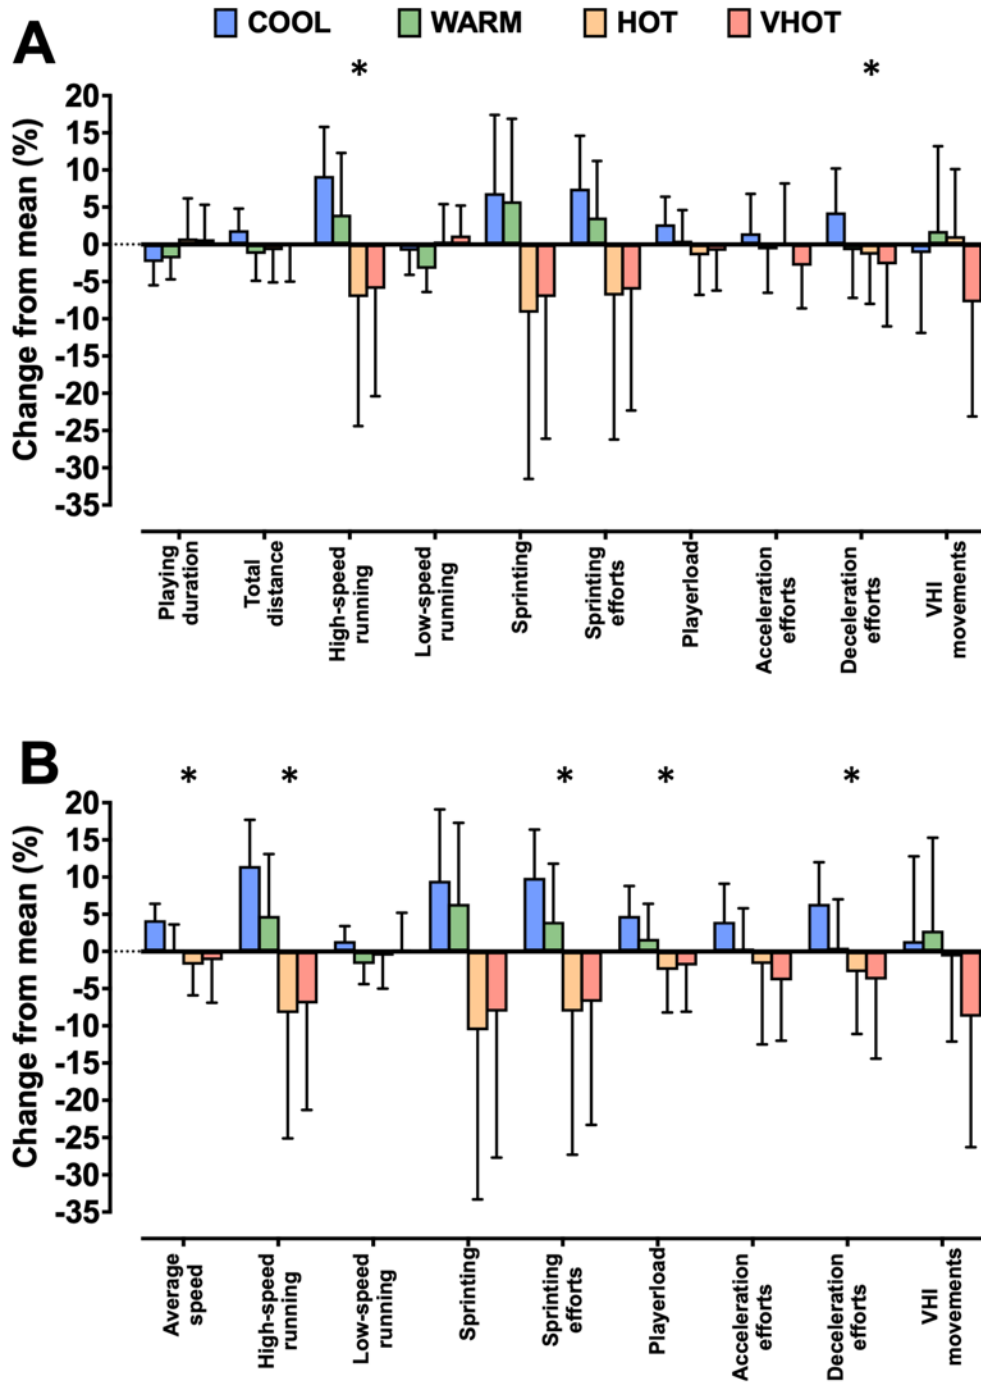 A
COOL WARM HOT VHOT
* *
Change from mean (%)
20
15
10
5
0
-5
-10
-15
-20
-25
-30
-35
Playing
duration
Total
distance
High-speed
running
Low-speed
running
Sprinting
Sprinting
efforts
Playerload
Acceleration
efforts
Deceleration
efforts
VHI
movements
B
* * * * *
Change from mean (%)
20
15
10
5
0
-5
-10
-15
-20
-25
-30
-35
Average
speed
High-speed
running
Low-speed
running
Sprinting
Sprinting
efforts
Playerload
Acceleration
efforts
Deceleration
efforts
VHI
movements